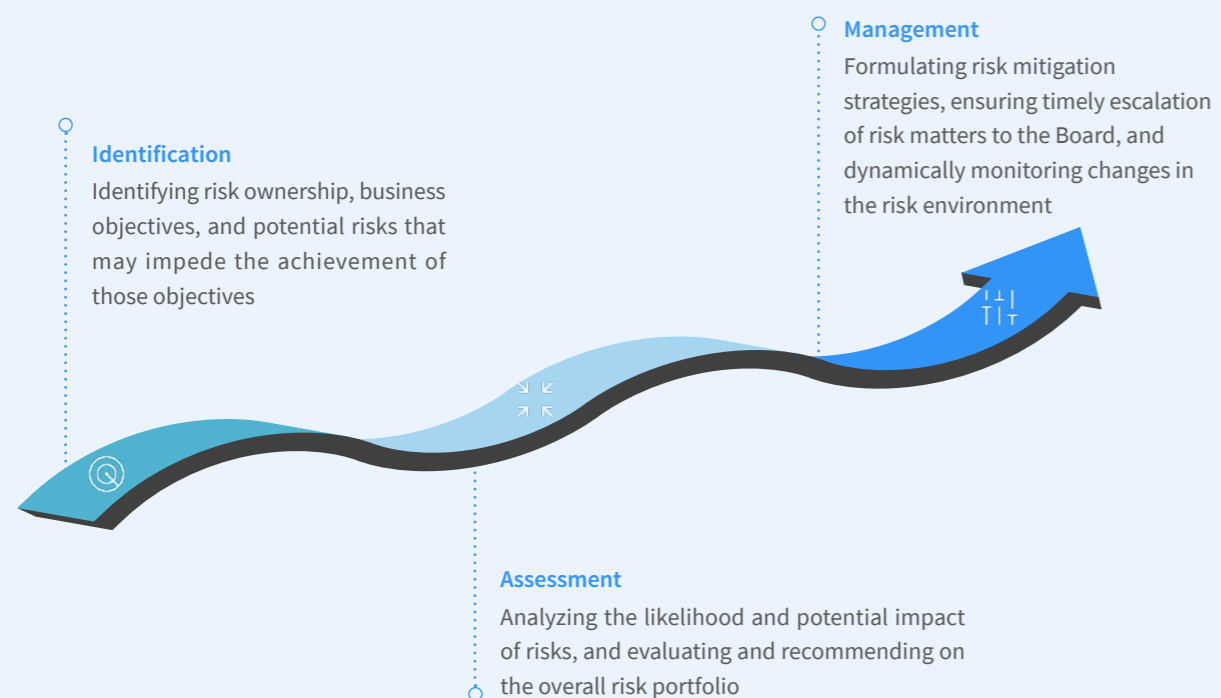 Identification
Identifying risk ownership, business
objectives, and potential risks that
may impede the achievement of
those objectives
Assessment
Analyzing the likelihood and potential impact
of risks, and evaluating and recommending on
the overall risk portfolio
Management
Formulating risk mitigation
strategies, ensuring timely escalation
of risk matters to the Board, and
dynamically monitoring changes in
the risk environment